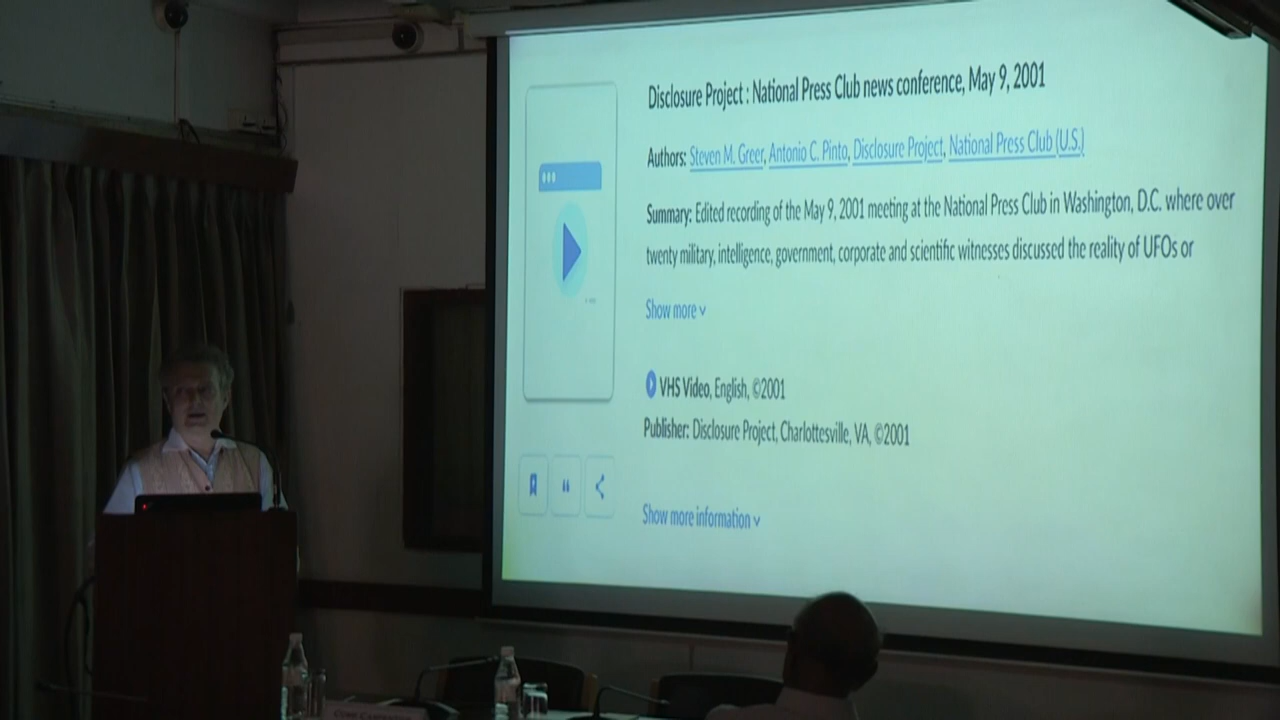 Disclosure Project : National Press Club news conference, May 9, 2001
Authors: Steven M. Greer, Antonio C. Pinto, Disclosure Project, National Press Club (U.S.)
Summary: Edited recording of the May 9, 2001 meeting at the National Press Club in Washington, D.C. where over
twenty military, intelligence, government, corporate and scientific witnesses discussed the reality of UFOs or
Show more
VHS Video, English, ©2001
Publisher: Disclosure Project, Charlottesville, VA, ©2001
Show more information